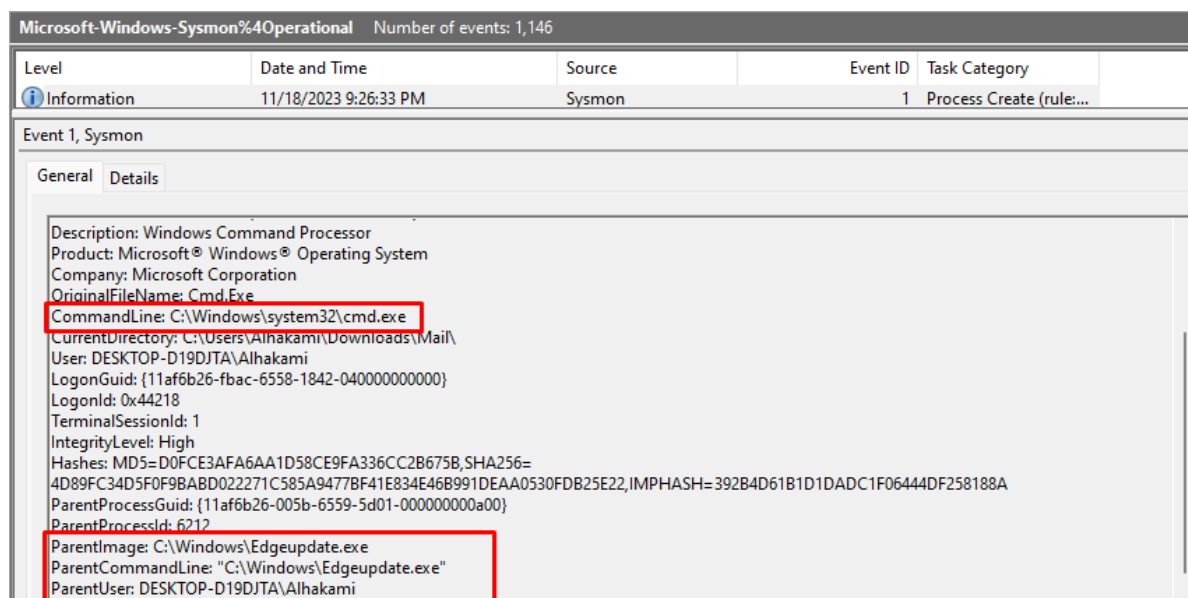 Microsoft-Windows-Sysmon%4Operational Number of events: 1,146
Level Date and Time Source Event ID Task Category
Information 11/18/2023 9:26:33 PM Sysmon 1 Process Create (rule:...
Event 1, Sysmon
General Details
Description: Windows Command Processor
Product: Microsoft® Windows® Operating System
Company: Microsoft Corporation
OriginalFileName: Cmd.Exe
CommandLine: C:\Windows\system32\cmd.exe
CurrentDirectory: C:\Users\Alhakami\Downloads\Mail\
User: DESKTOP-D19DJTA\Alhakami
LogonGuid: {11af6b26-fbac-6558-1842-040000000000}
LogonId: 0x44218
TerminalSessionId: 1
IntegrityLevel: High
Hashes: MD5=D0FCE3AFA6AA1D58CE9FA336CC2B675B,SHA256=
4D89FC34D5F0F9BABD022271C585A9477BF41E834E46B991DEAA0530FDB25E22,IMPHASH=392B4D61B1D1DADC1F06444DF258188A
ParentProcessGuid: {11af6b26-005b-6559-5d01-000000000a00}
ParentProcessId: 6212
ParentImage: C:\Windows\Edgeupdate.exe
ParentCommandLine: "C:\Windows\Edgeupdate.exe"
ParentUser: DESKTOP-D19DJTA\Alhakami